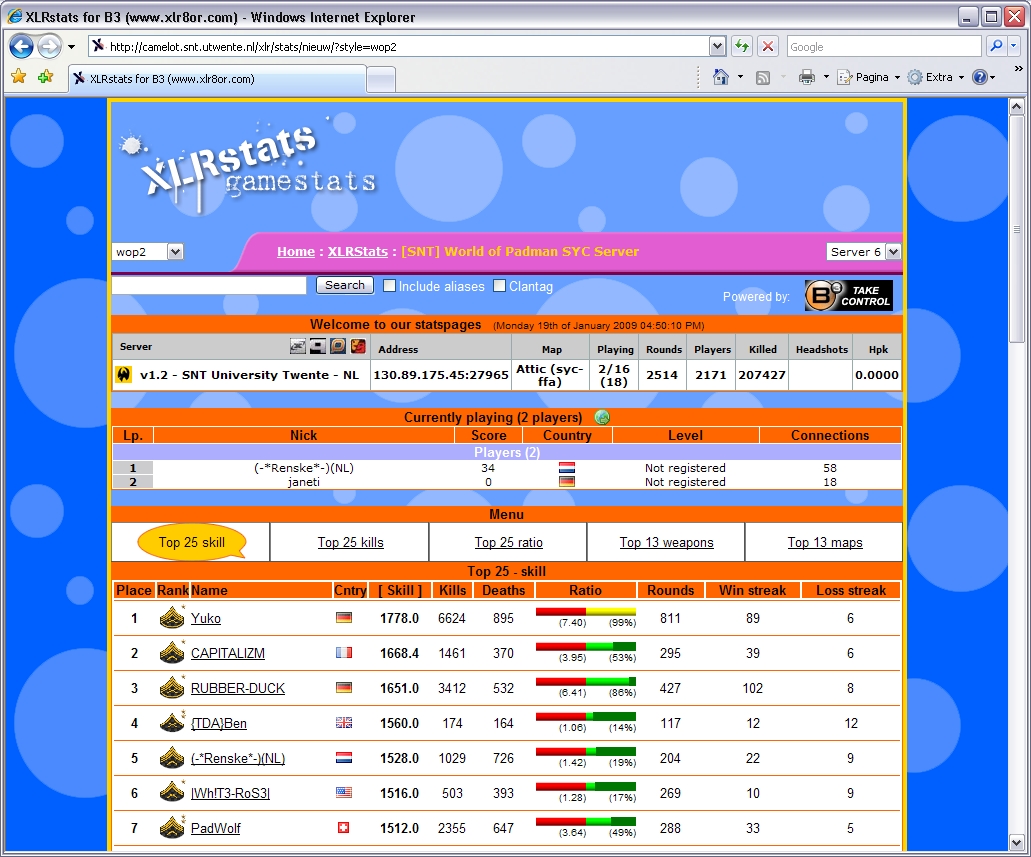 XLRstats for B3 (www.xlr8or.com) - Windows Internet Explorer
http://camelot.snt.utwente.nl/xlr/stats/nieuw/?style=wop2
Google
XLRstats for B3 (www.xlr8or.com)
Pagina Extra
XLRstats
gamestats
wop2 Home : XLRStats : [SNT] World of Padman SYC Server Server 6
Search Include aliases Clantag Powered by: B3 TAKE CONTROL
Welcome to our statspages (Monday 19th of January 2009 04:50:10 PM)
Server Address Map Playing Rounds Players Killed Headshots Hpk
v1.2 - SNT University Twente - NL 130.89.175.45:27965 Attic (syc-ffa) 2/16 (18) 2514 2171 207427 0.0000
Currently playing (2 players)
Lp. Nick Score Country Level Connections
Players (2)
1 (-*Renske*-)(NL) 34 Not registered 58
2 janeti 0 Not registered 18
Menu
Top 25 skill Top 25 kills Top 25 ratio Top 13 weapons Top 13 maps
Top 25 - skill
Place Rank Name Cntry [ Skill ] Kills Deaths Ratio Rounds Win streak Loss streak
1 Yuko 1778.0 6624 895 (7.40) (99%) 811 89 6
2 CAPITALIZM 1668.4 1461 370 (3.95) (53%) 295 39 6
3 RUBBER-DUCK 1651.0 3412 532 (6.41) (86%) 427 102 8
4 {TDA}Ben 1560.0 174 164 (1.06) (14%) 117 12 12
5 (-*Renske*-)(NL) 1528.0 1029 726 (1.42) (19%) 204 22 9
6 |Wh!T3-RoS3| 1516.0 503 393 (1.28) (17%) 269 10 9
7 PadWolf 1512.0 2355 647 (3.64) (49%) 288 33 5